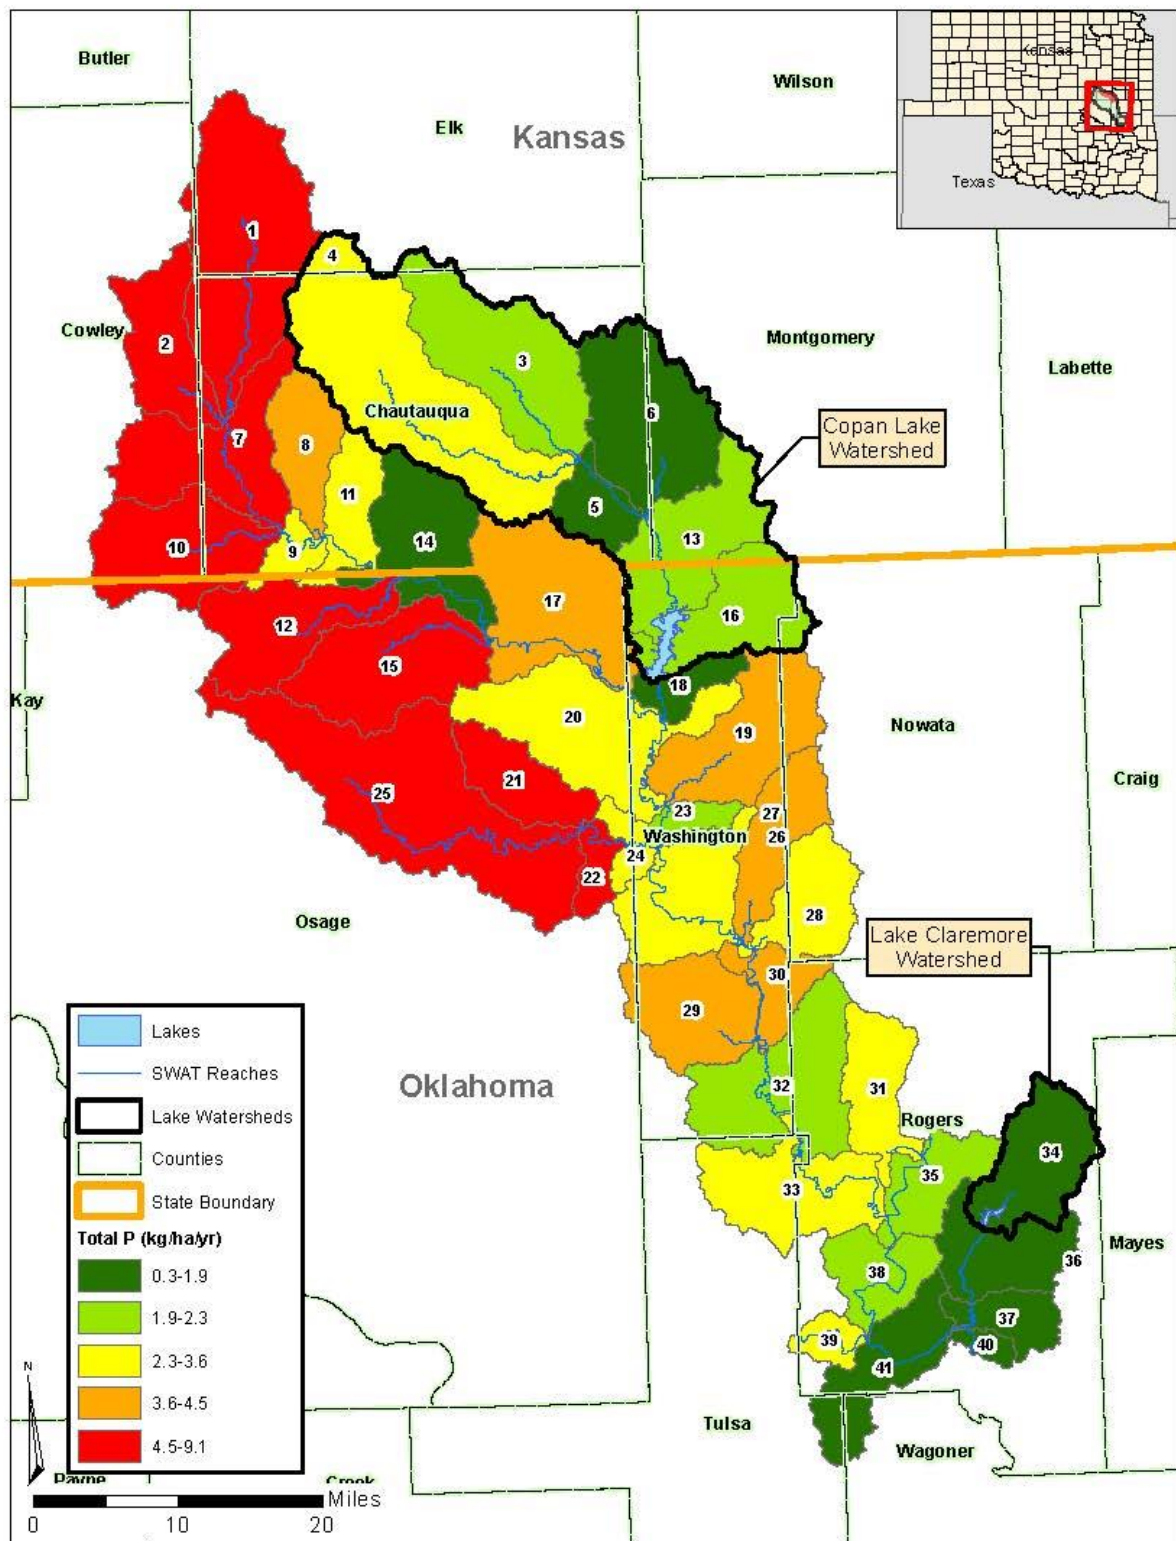 Butler
Wilson
Elk
Kansas
Kansas
Texas
1
4
Cowley
2
3
Montgomery
Labette
Chautauqua
6
Copan Lake
Watershed
7
8
11
5
13
10
9
14
12
17
16
15
18
Kay
20
19
Nowata
Craig
21
25
23
27
Washington
26
24
22
28
Osage
Lake Claremore
Watershed
30
29
Lakes
SWAT Reaches
Lake Watersheds
Counties
State Boundary
Total P (kg/ha/yr)
0.3-1.9
1.9-2.3
2.3-3.6
3.6-4.5
4.5-9.1
Oklahoma
32
31
Rogers
34
35
33
Mayes
36
38
37
39
40
41
Tulsa
Wagoner
N
Payne
Creek
Miles
0
10
20